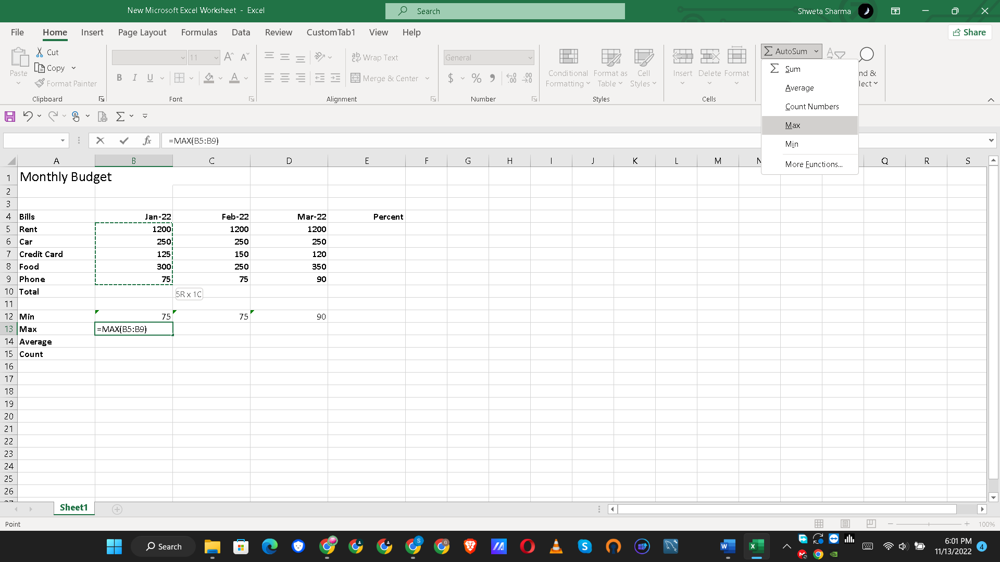 New Microsoft Excel Worksheet - Excel
Search
Shweta Sharma
File Home Insert Page Layout Formulas Data Review CustomTab1 View Help
Share
Paste
Cut
Copy
Format Painter
Clipboard
11
B I U
Font
Wrap Text
Merge & Center
Alignment
General
$ % 9
Number
Conditional Formatting
Format as Table
Cell Styles
Styles
Insert Delete Format
Cells
AutoSum
Sum
Average
Count Numbers
Max
Min
More Functions...
nd &
lect
fx
=MAX(B5:B9)
A B C D E F G H I J K L M N Q R S
1 Monthly Budget
2
3
4 Bills Jan-22 Feb-22 Mar-22 Percent
5 Rent 1200 1200 1200
6 Car 250 250 250
7 Credit Card 125 150 120
8 Food 300 250 350
9 Phone 75 75 90
10 Total
5R x 1C
11
12 Min 75 75 90
13 Max =MAX(B5:B9)
14 Average
15 Count
16
17
18
19
20
21
22
23
24
25
26
Sheet1
Point
100%
Search
6:01 PM
11/13/2022
4